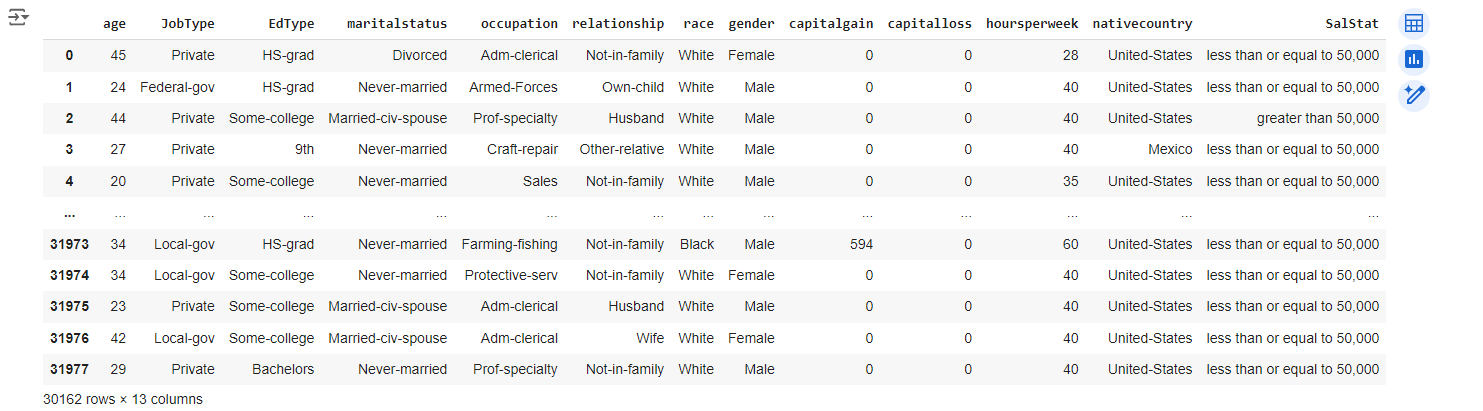 age JobType EdType maritalstatus occupation relationship race gender capitalgain capitalloss hoursperweek nativecountry SalStat
0 45 Private HS-grad Divorced Adm-clerical Not-in-family White Female 0 0 28 United-States less than or equal to 50,000
1 24 Federal-gov HS-grad Never-married Armed-Forces Own-child White Male 0 0 40 United-States less than or equal to 50,000
2 44 Private Some-college Married-civ-spouse Prof-specialty Husband White Male 0 0 40 United-States greater than 50,000
3 27 Private 9th Never-married Craft-repair Other-relative White Male 0 0 40 Mexico less than or equal to 50,000
4 20 Private Some-college Never-married Sales Not-in-family White Male 0 0 35 United-States less than or equal to 50,000
... ... ... ... ... ... ... ... ... ... ... ... ... ...
31973 34 Local-gov HS-grad Never-married Farming-fishing Not-in-family Black Male 594 0 60 United-States less than or equal to 50,000
31974 34 Local-gov Some-college Never-married Protective-serv Not-in-family White Female 0 0 40 United-States less than or equal to 50,000
31975 23 Private Some-college Married-civ-spouse Adm-clerical Husband White Male 0 0 40 United-States less than or equal to 50,000
31976 42 Local-gov Some-college Married-civ-spouse Adm-clerical Wife White Female 0 0 40 United-States less than or equal to 50,000
31977 29 Private Bachelors Never-married Prof-specialty Not-in-family White Male 0 0 40 United-States less than or equal to 50,000
30162 rows × 13 columns